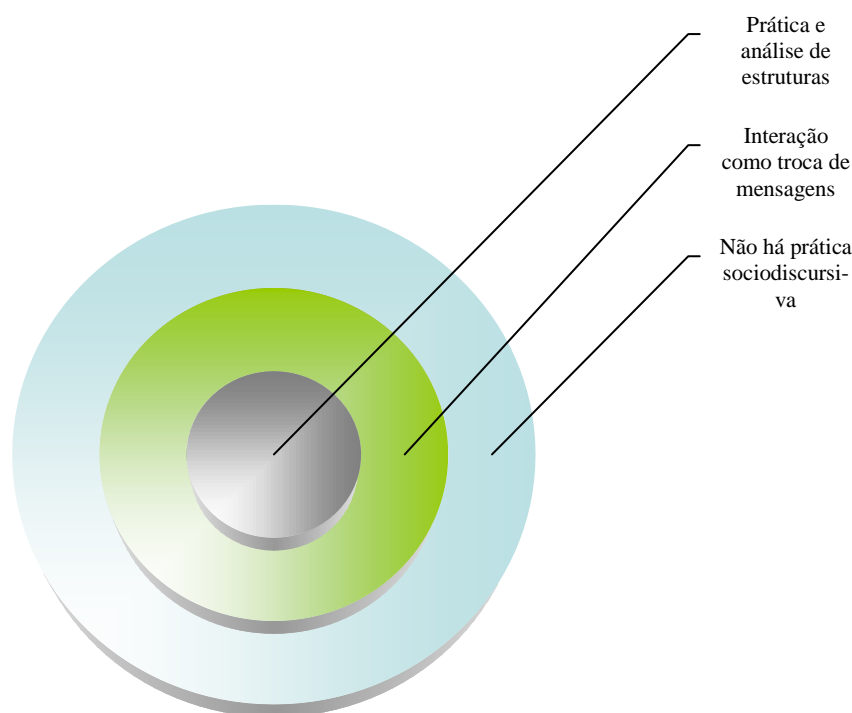 Prática e
análise de
estruturas
Interação
como troca de
mensagens
Não há prática
sociodiscursi-
va